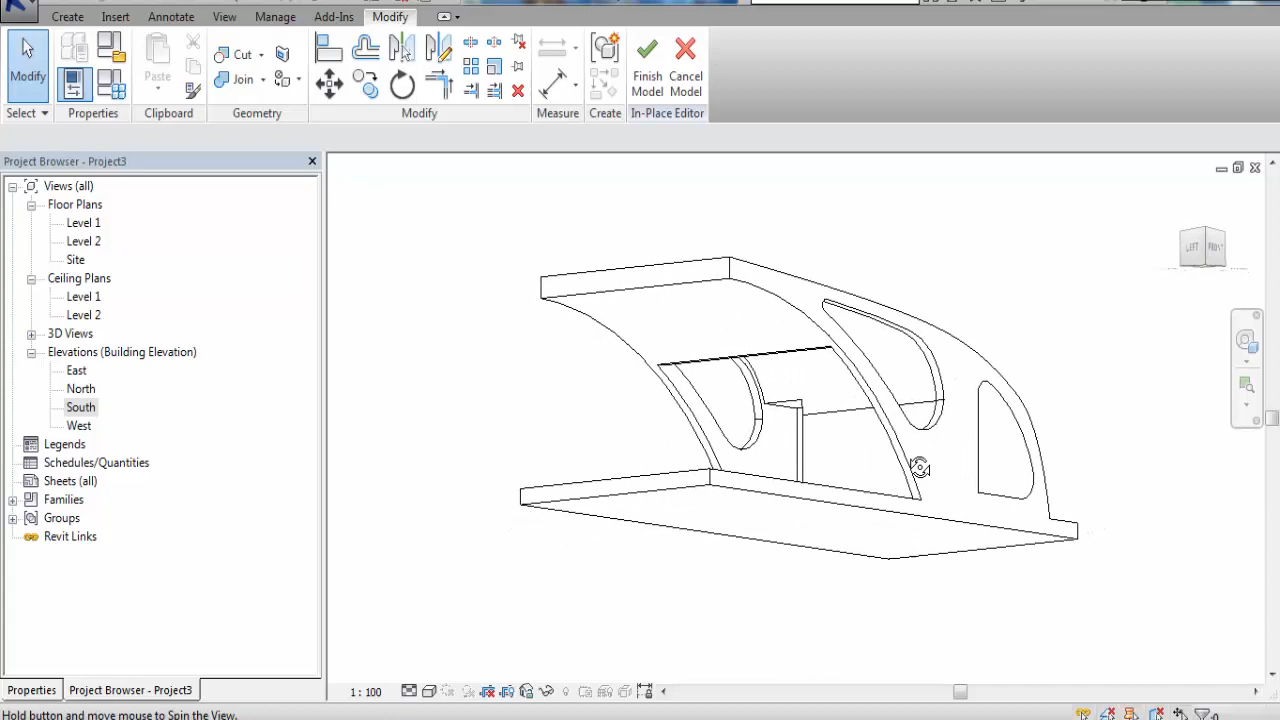 Create Insert Annotate View Manage Add-Ins Modify
Modify
Paste
Cut
Join
Finish Model
Cancel Model
Select Properties Clipboard Geometry Modify Measure Create In-Place Editor
Project Browser - Project3
Views (all)
Floor Plans
Level 1
Level 2
Site
Ceiling Plans
Level 1
Level 2
3D Views
Elevations (Building Elevation)
East
North
South
West
Legends
Schedules/Quantities
Sheets (all)
Families
Groups
Revit Links
LEFT
Properties Project Browser - Project3
1 : 100
Hold button and move mouse to Spin the View.
:0